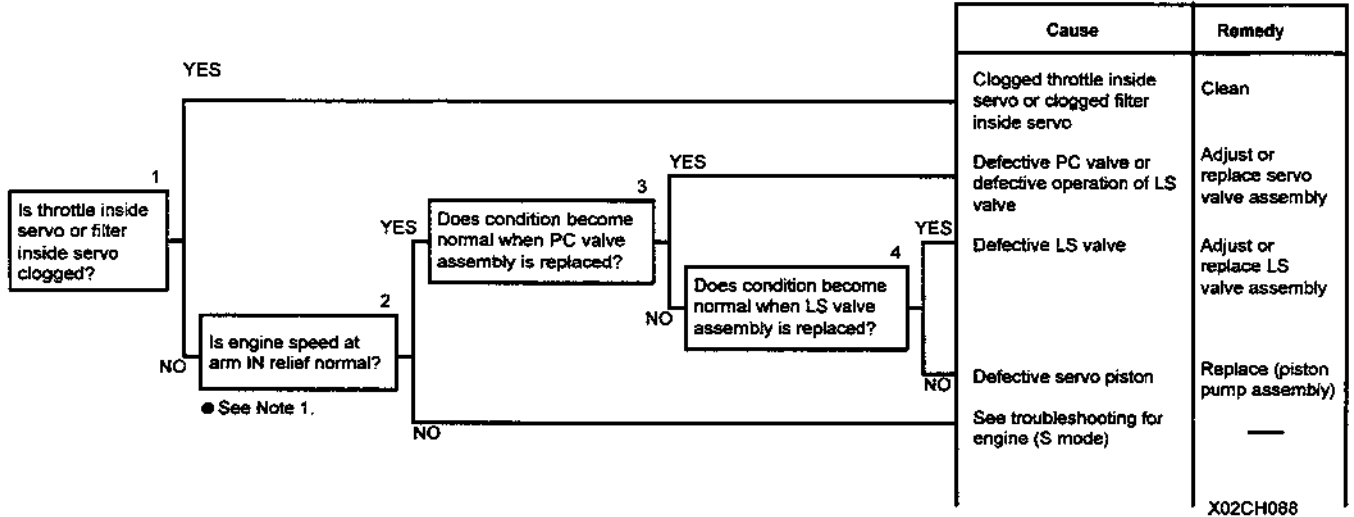 Cause
Remedy
YES
Clogged throttle inside
servo or clogged filter
inside servo
Clean
1
Is throttle inside
servo or filter
inside servo
clogged?
NO
2
Is engine speed at
arm IN relief normal?
● See Note 1.
YES
3
Does condition become
normal when PC valve
assembly is replaced?
YES
Defective PC valve or
defective operation of LS
valve
Adjust or
replace servo
valve assembly
NO
4
Does condition become
normal when LS valve
assembly is replaced?
YES
Defective LS valve
Adjust or
replace LS
valve assembly
NO
Defective servo piston
Replace (piston
pump assembly)
NO
See troubleshooting for
engine (S mode)
—
X02CH088